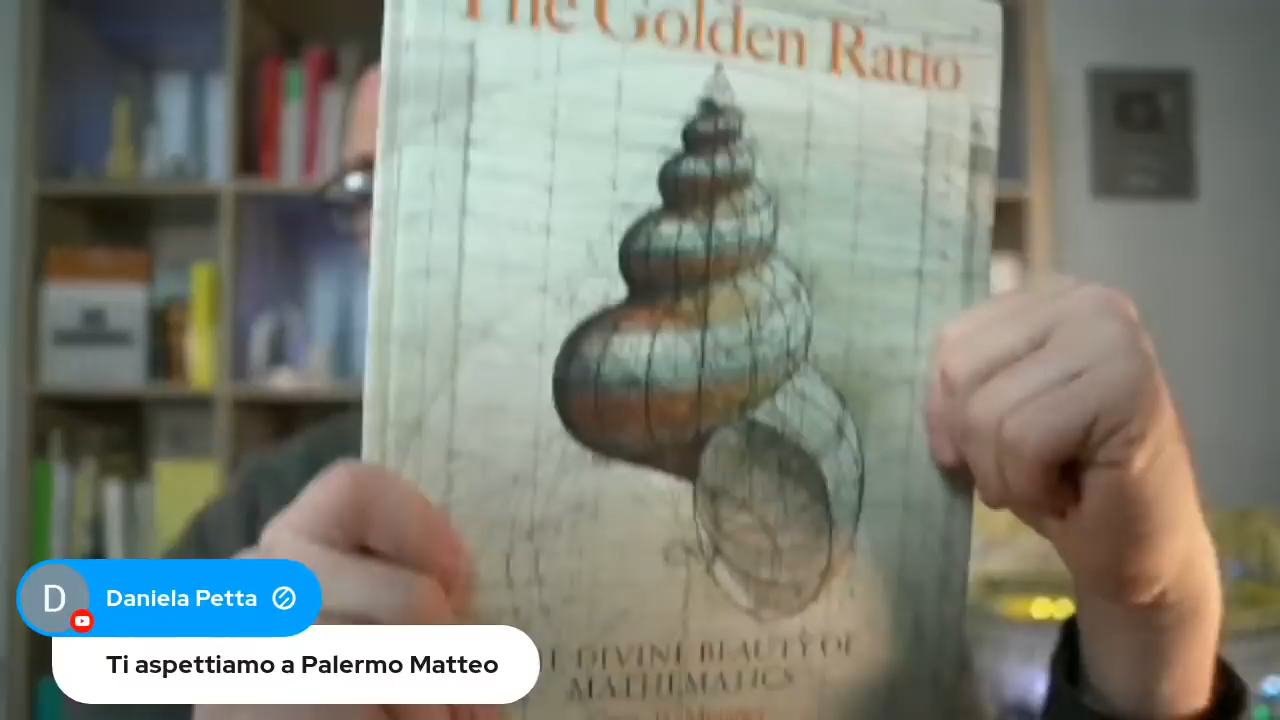 The Golden Ratio
DIVINE BEAUTY OF
MATHEMATICS
D
Daniela Petta
Ti aspettiamo a Palermo Matteo